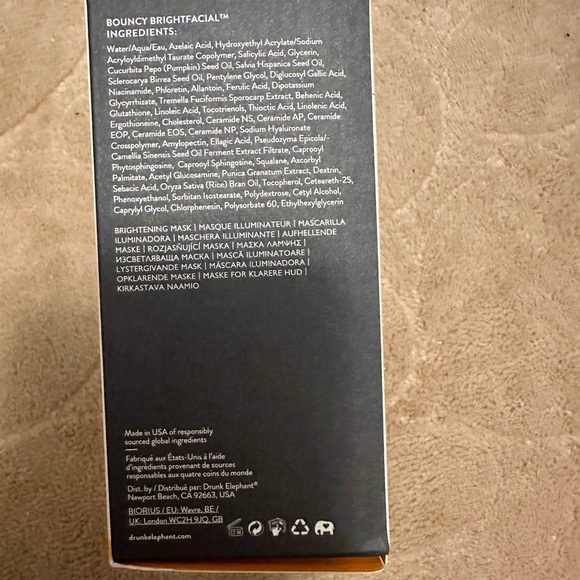 BOUNCY BRIGHTFACIAL™
INGREDIENTS:
Water/Aqua/Eau, Azelaic Acid, Hydroxyethyl Acrylate/Sodium
Acryloyldimethyl Taurate Copolymer, Salicylic Acid, Glycerin,
Cucurbita Pepo (Pumpkin) Seed Oil, Salvia Hispanica Seed Oil,
Sclerocarya Birrea Seed Oil, Pentylene Glycol, Diglucosyl Gallic Acid,
Niacinamide, Phloretin, Allantoin, Ferulic Acid, Dipotassium
Glycyrrhizate, Tremella Fuciformis Sporocarp Extract, Behenic Acid,
Glutathione, Linoleic Acid, Tocotrienols, Thioctic Acid, Linolenic Acid,
Ergothioneine, Cholesterol, Ceramide NS, Ceramide AP, Ceramide
EOP, Ceramide EOS, Ceramide NP, Sodium Hyaluronate
Crosspolymer, Amylopectin, Ellagic Acid, Pseudozyma Epicola/-
Camellia Sinensis Seed Oil Ferment Extract Filtrate, Caprooyl
Phytosphingosine, Caprooyl Sphingosine, Squalane, Ascorbyl
Palmitate, Acetyl Glucosamine, Punica Granatum Extract, Dextrin,
Sebacic Acid, Oryza Sativa (Rice) Bran Oil, Tocopherol, Ceteareth-25,
Phenoxyethanol, Sorbitan Isostearate, Polydextrose, Cetyl Alcohol,
Caprylyl Glycol, Chlorphenesin, Polysorbate 60, Ethylhexylglycerin
BRIGHTENING MASK | MASQUE ILLUMINATEUR | MASCARILLA
ILUMINADORA | MASCHERA ILLUMINANTE | AUFHELLENDE
MASKE | ROZJASŇUJÍCÍ MASKA | ΜΑΣΚΑ ΛΑΜΨΗΣ |
ИЗСВЕТЛЯВАЩА МАСКА | MASCĂ ILUMINATOARE |
LYSTERGIVANDE MASK | MÁSCARA ILUMINADORA |
OPKLARENDE MASKE | MASKE FOR KLARERE HUD |
KIRKASTAVA NAAMIO
Made in USA of responsibly
sourced global ingredients
Fabriqué aux États-Unis à l'aide
d'ingrédients provenant de sources
responsables aux quatre coins du monde
Dist. by / Distribué par: Drunk Elephant®
Newport Beach, CA 92663, USA
BIORIUS / EU: Wavre, BE /
UK: London WC2H 9JQ, GB
12 M
drunkelephant.com